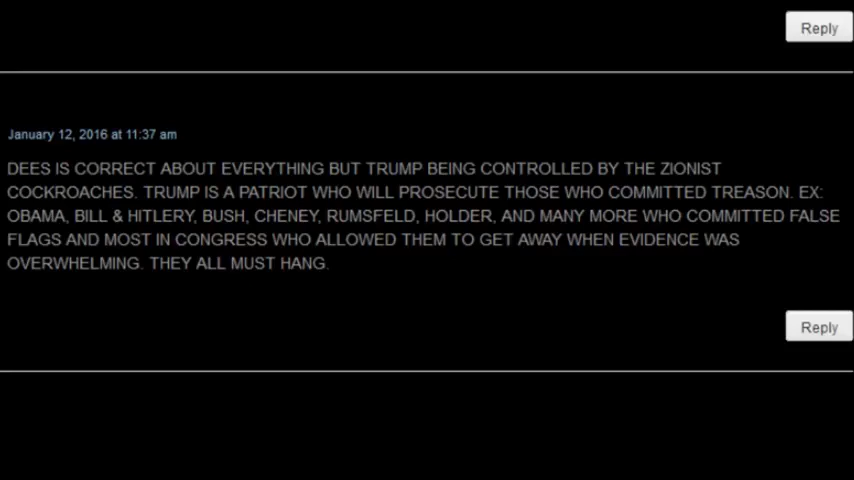 Reply
January 12, 2016 at 11:37 am
DEES IS CORRECT ABOUT EVERYTHING BUT TRUMP BEING CONTROLLED BY THE ZIONIST
COCKROACHES. TRUMP IS A PATRIOT WHO WILL PROSECUTE THOSE WHO COMMITTED TREASON. EX:
OBAMA, BILL & HITLERY, BUSH, CHENEY, RUMSFELD, HOLDER, AND MANY MORE WHO COMMITTED FALSE
FLAGS AND MOST IN CONGRESS WHO ALLOWED THEM TO GET AWAY WHEN EVIDENCE WAS
OVERWHELMING. THEY ALL MUST HANG.
Reply